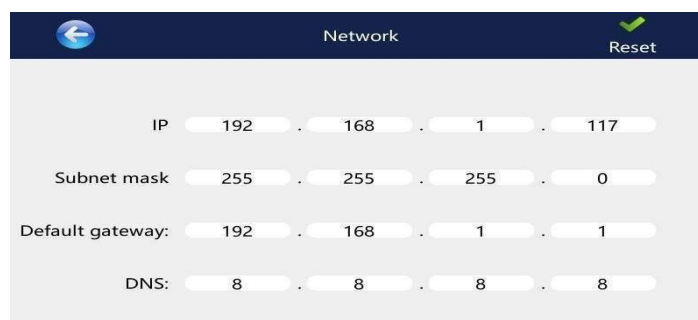 Network
Reset
IP 192 . 168 . 1 . 117
Subnet mask 255 . 255 . 255 . 0
Default gateway: 192 . 168 . 1 . 1
DNS: 8 . 8 . 8 . 8